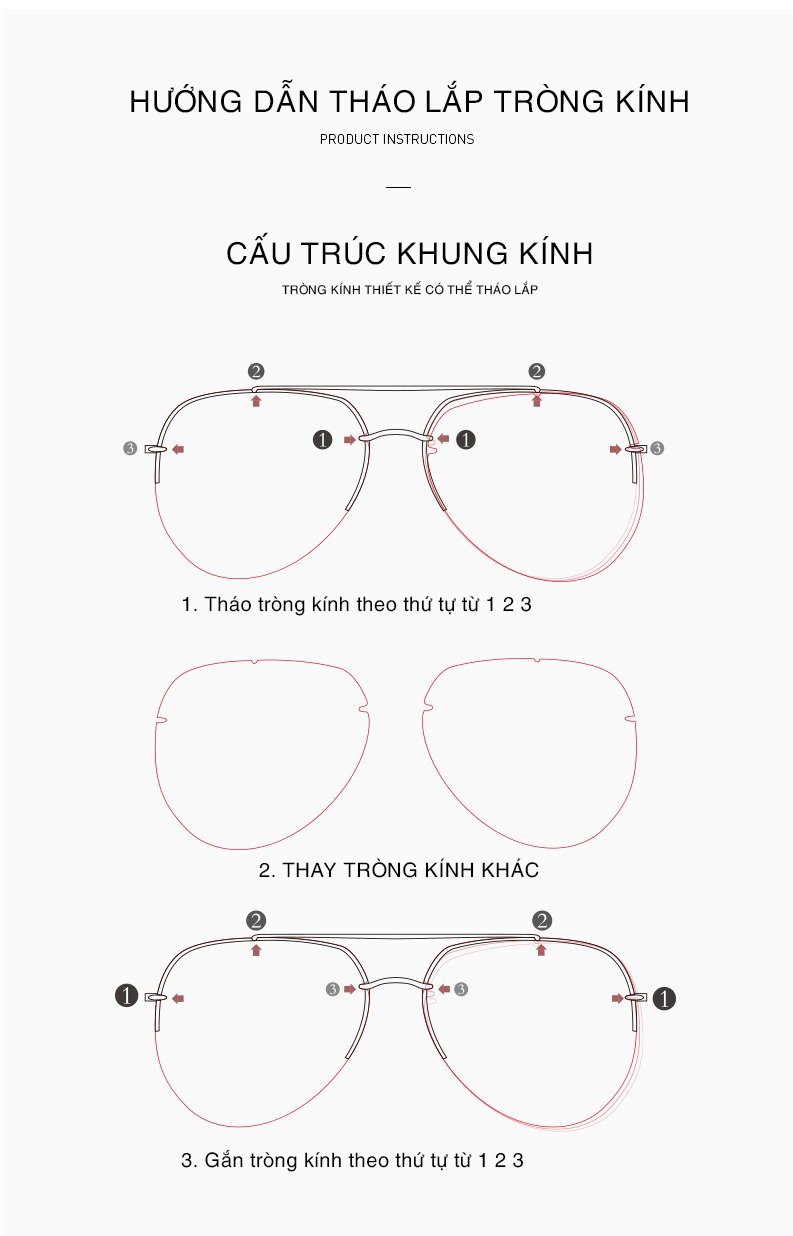 HƯỚNG DẪN THÁO LẮP TRÒNG KÍNH
PRODUCT INSTRUCTIONS
CẤU TRÚC KHUNG KÍNH
TRÒNG KÍNH THIẾT KẾ CÓ THỂ THÁO LẮP
2 2
3 1 1 3
1. Tháo tròng kính theo thứ tự từ 1 2 3
2. THAY TRÒNG KÍNH KHÁC
2 2
1 3 3 1
3. Gắn tròng kính theo thứ tự từ 1 2 3